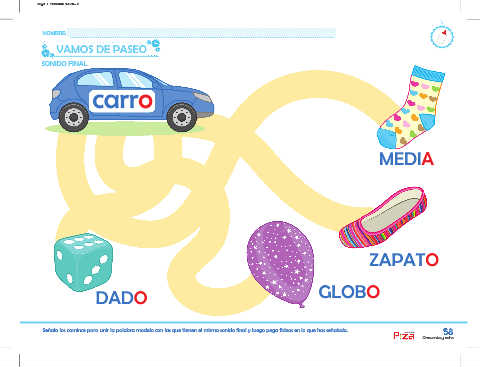 NOMBRE:
VAMOS DE PASEO
SONIDO FINAL
carro
MEDIA
ZAPATO
GLOBO
DADO
Señala los caminos para unir la palabra modelo con las que tienen el mismo sonido final y luego pega fideos en lo que has señalado.
Piza
58